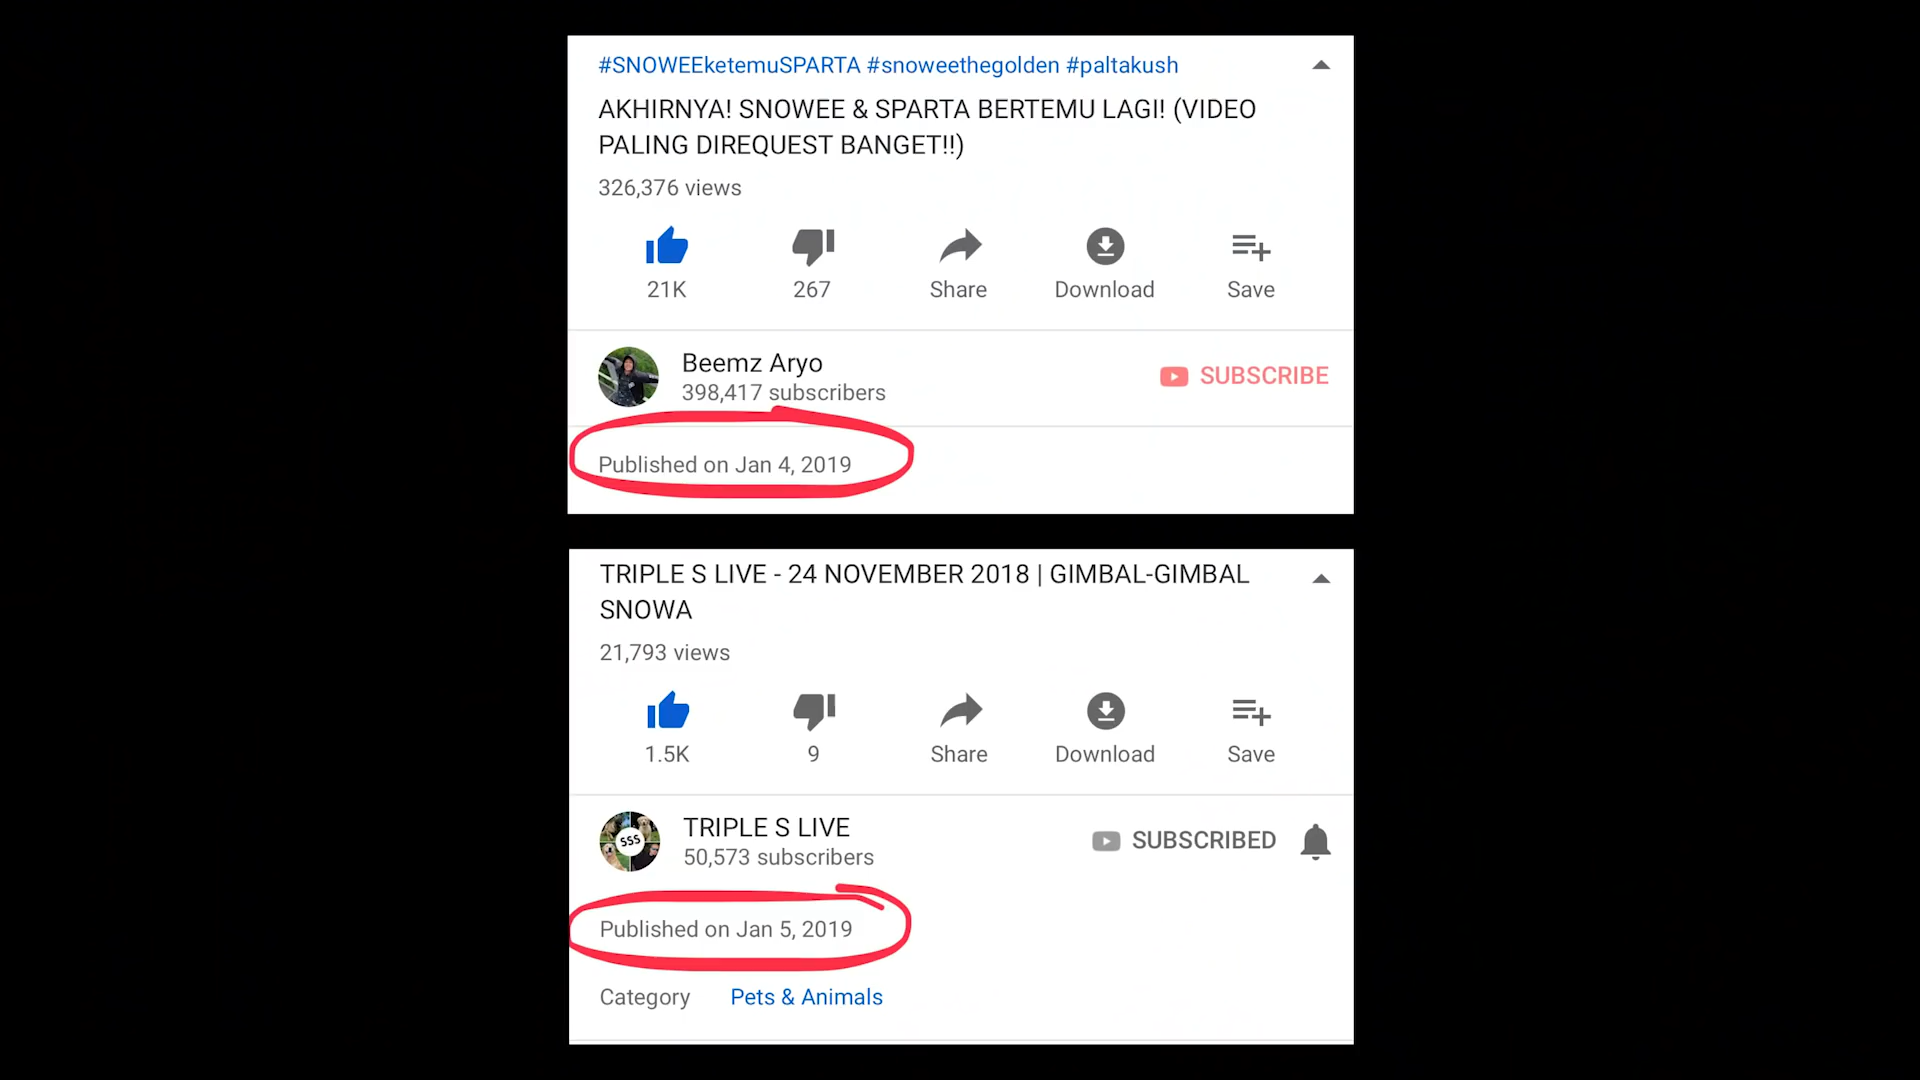 #SNOWEEketemuSPARTA #snoweethegolden #paltakush
AKHIRNYA! SNOWEE & SPARTA BERTEMU LAGI! (VIDEO
PALING DIREQUEST BANGET!!)
326,376 views
21K 267 Share Download Save
Beemz Aryo
398,417 subscribers
SUBSCRIBE
Published on Jan 4, 2019
TRIPLE S LIVE - 24 NOVEMBER 2018 | GIMBAL-GIMBAL
SNOWA
21,793 views
1.5K 9 Share Download Save
SSS
TRIPLE S LIVE
50,573 subscribers
SUBSCRIBED
Published on Jan 5, 2019
Category Pets & Animals